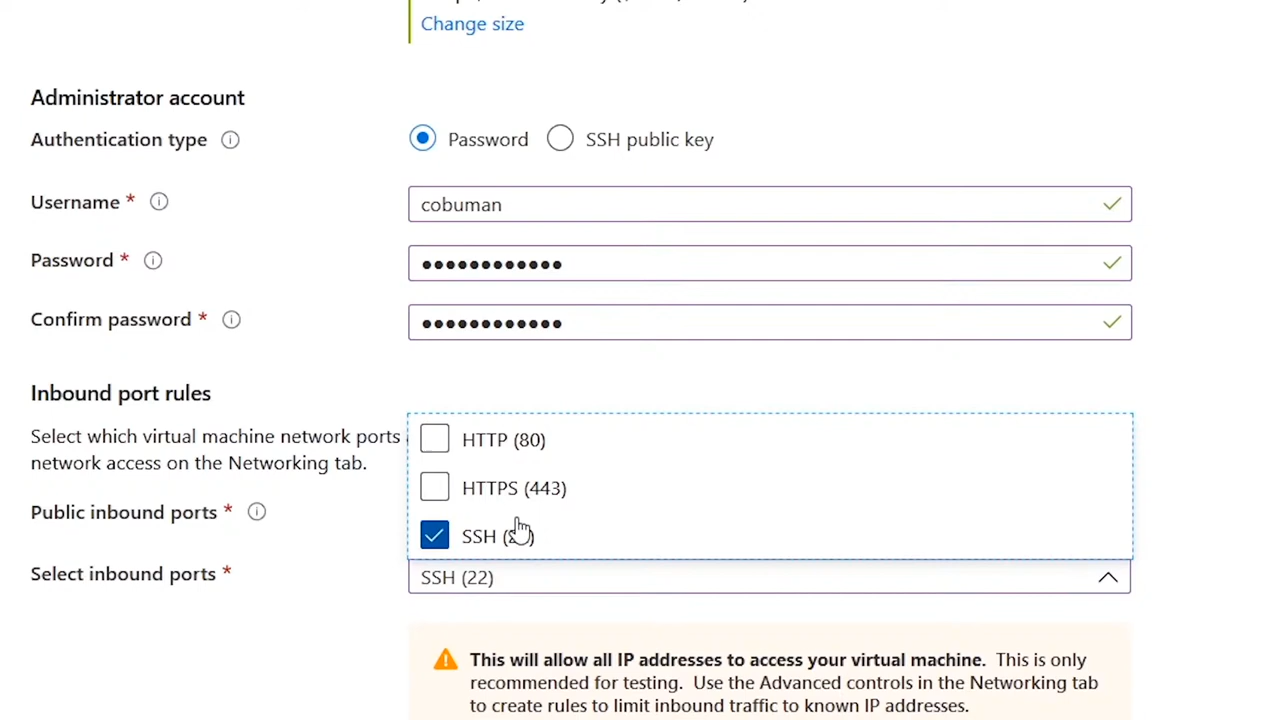 Change size
Administrator account
Authentication type
Password
SSH public key
Username *
cobuman
Password *
••••••••••••
Confirm password *
••••••••••••
Inbound port rules
Select which virtual machine network ports
network access on the Networking tab.
HTTP (80)
HTTPS (443)
Public inbound ports *
SSH
Select inbound ports *
SSH (22)
This will allow all IP addresses to access your virtual machine. This is only
recommended for testing. Use the Advanced controls in the Networking tab
to create rules to limit inbound traffic to known IP addresses.